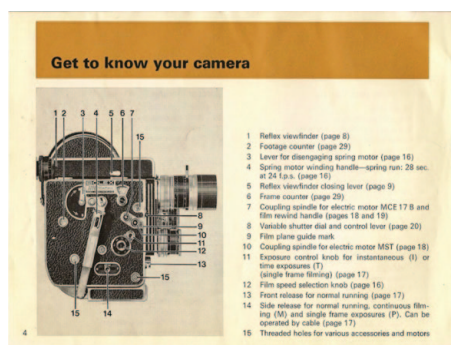 Get to know your camera
1 2 3 4 5 6 7
15
8
9
10
11
12
13
15
14
15
1 Reflex viewfinder (page 8)
2 Footage counter (page 29)
3 Lever for disengaging spring motor (page 16)
4 Spring motor winding handle—spring run: 28 sec.
at 24 f.p.s. (page 16)
5 Reflex viewfinder closing lever (page 9)
6 Frame counter (page 29)
7 Coupling spindle for electric motor MCE 17 B and
film rewind handle (pages 18 and 19)
8 Variable shutter dial and control lever (page 20)
9 Film plane guide mark
10 Coupling spindle for electric motor MST (page 18)
11 Exposure control knob for instantaneous (I) or
time exposures (T)
(single frame filming) (page 17)
12 Film speed selection knob (page 16)
13 Front release for normal running (page 17)
14 Side release for normal running, continuous film-
ing (M) and single frame exposures (P). Can be
operated by cable (page 17)
15 Threaded holes for various accessories and motors
4